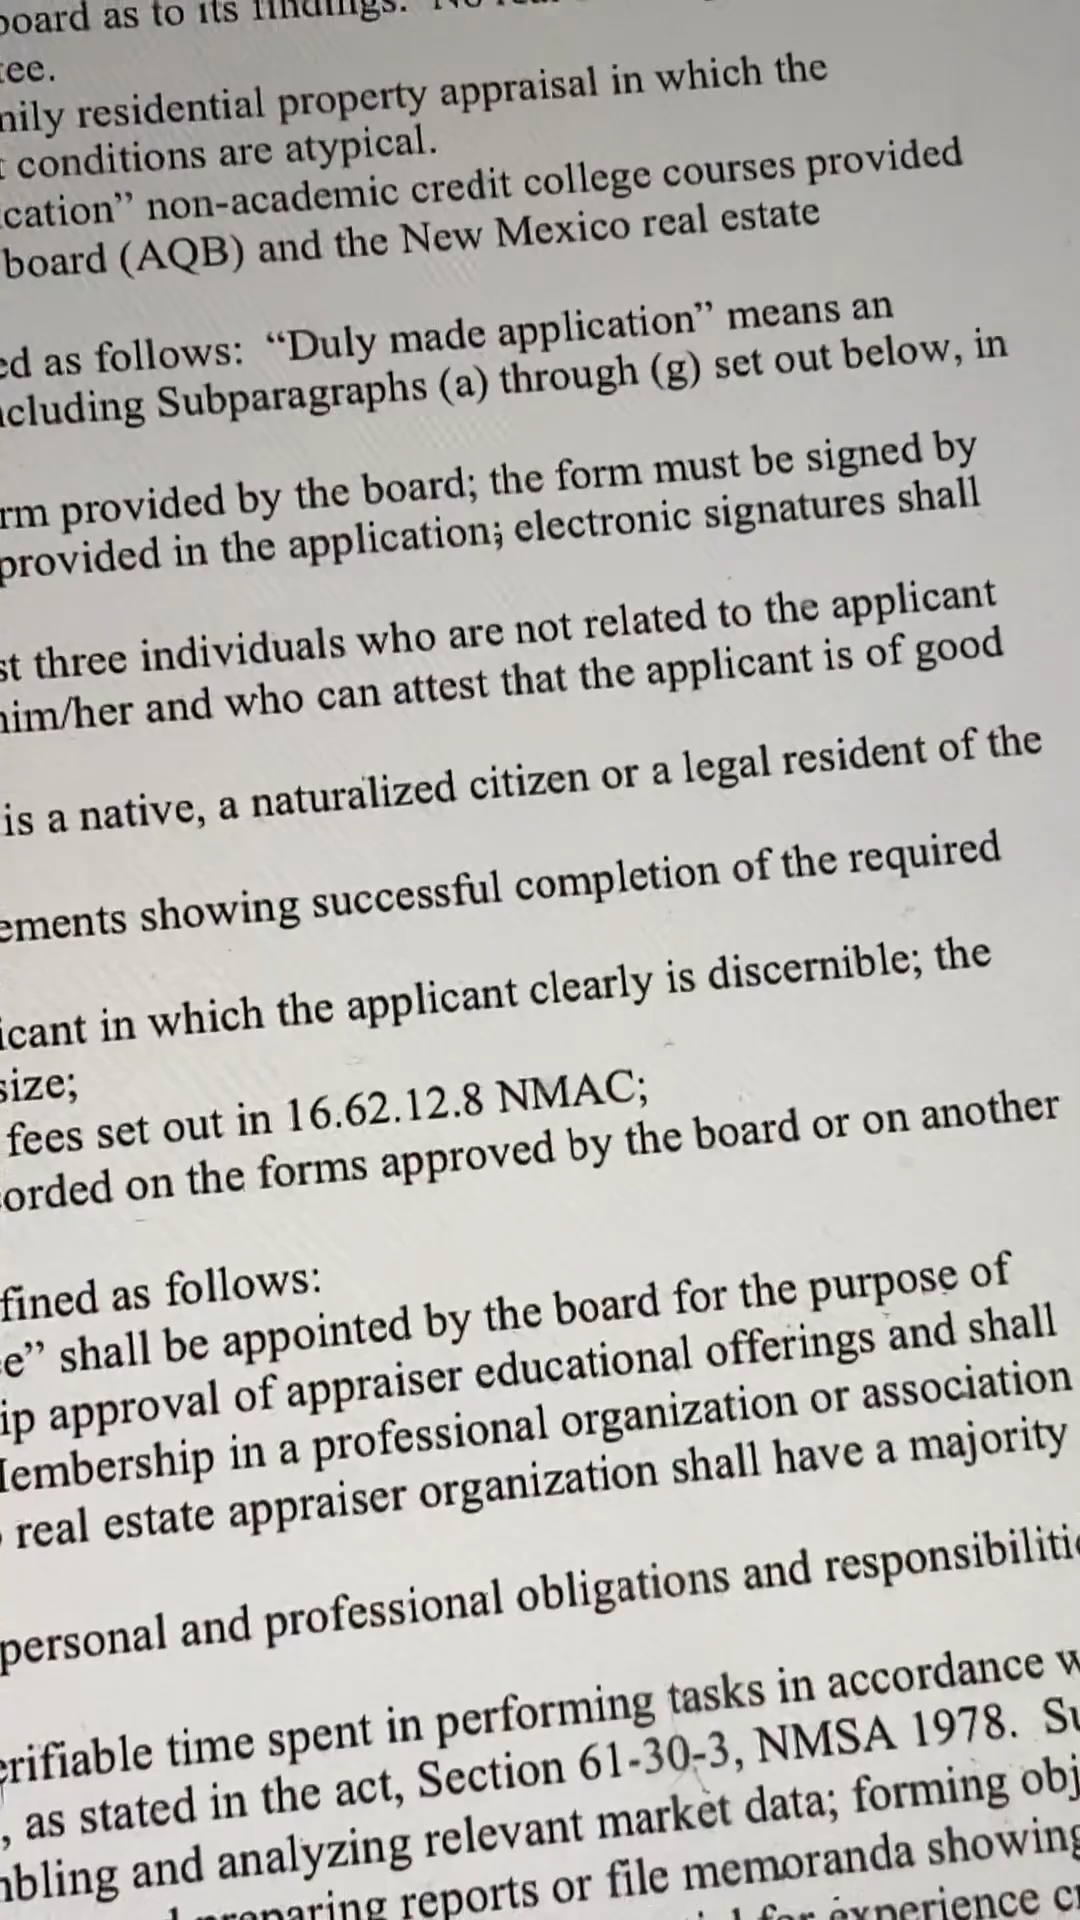 board as to its findings.
ee.
residential property appraisal in which the
conditions are atypical.
cation” non-academic credit college courses provided
board (AQB) and the New Mexico real estate
ed as follows: “Duly made application” means an
cluding Subparagraphs (a) through (g) set out below, in
rm provided by the board; the form must be signed by
provided in the application; electronic signatures shall
st three individuals who are not related to the applicant
him/her and who can attest that the applicant is of good
is a native, a naturalized citizen or a legal resident of the
ements showing successful completion of the required
icant in which the applicant clearly is discernible; the
size;
fees set out in 16.62.12.8 NMAC;
orded on the forms approved by the board or on another
fined as follows:
e” shall be appointed by the board for the purpose of
ip approval of appraiser educational offerings and shall
embership in a professional organization or association
real estate appraiser organization shall have a majority
personal and professional obligations and responsibiliti
erifiable time spent in performing tasks in accordance w
, as stated in the act, Section 61-30-3, NMSA 1978. Su
bling and analyzing relevant market data; forming obj
preparing reports or file memoranda showing
for experience cr